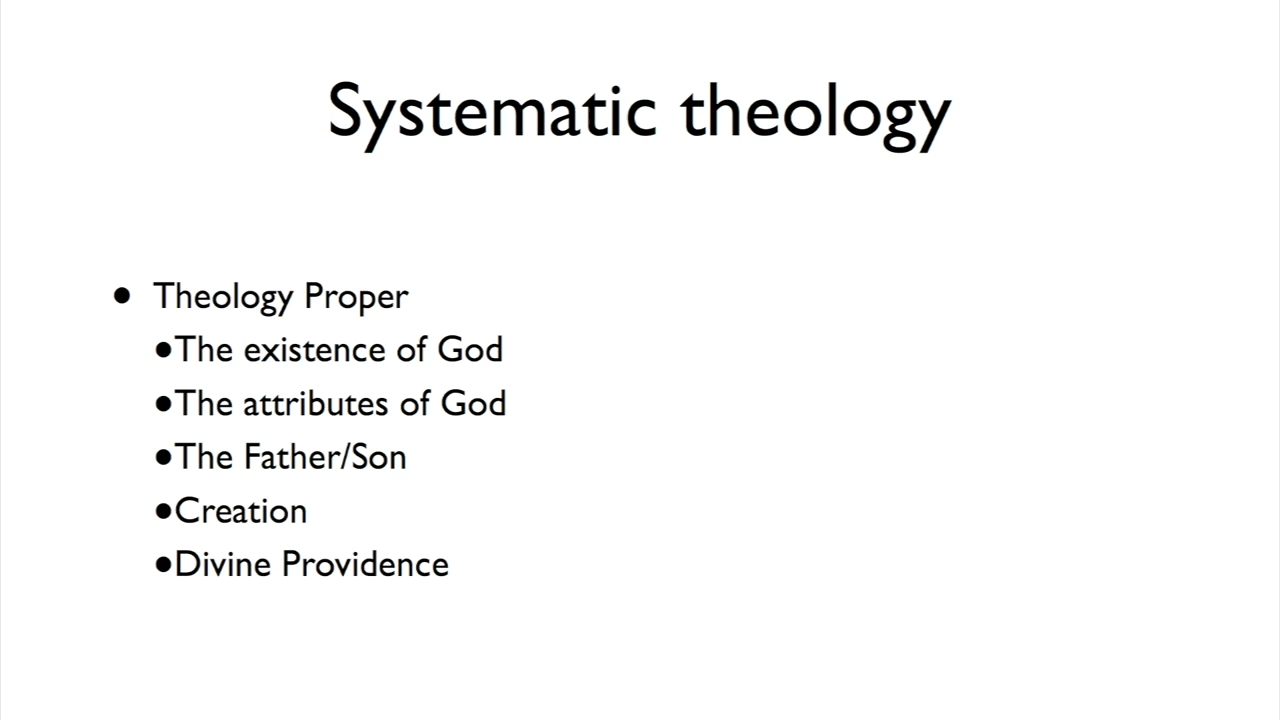 Systematic theology
• Theology Proper
•The existence of God
•The attributes of God
•The Father/Son
•Creation
•Divine Providence